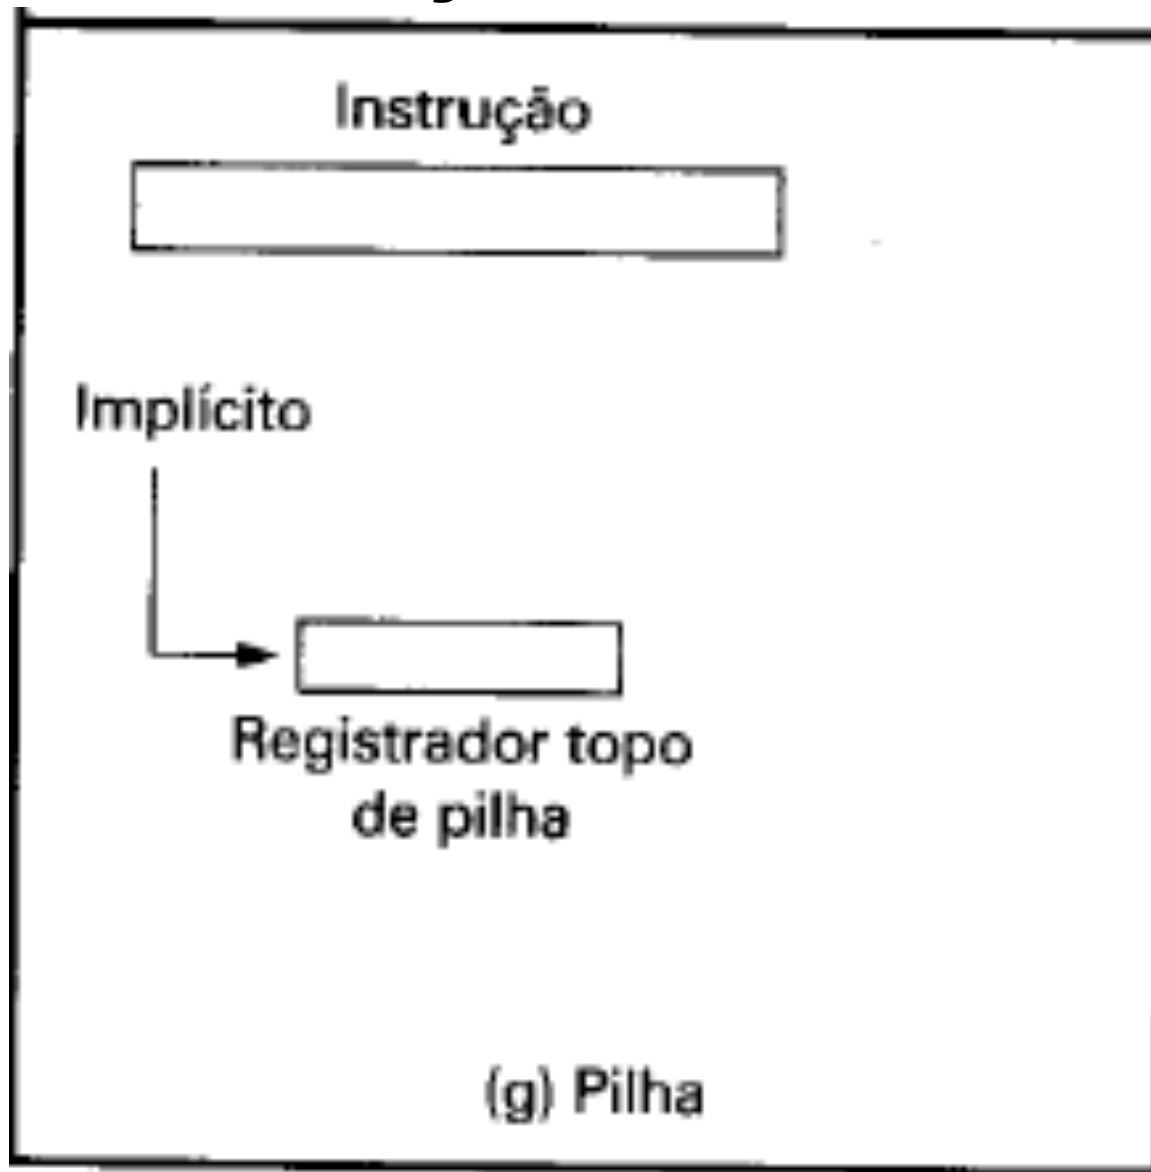 Instrução
Implícito
Registrador topo
de pilha
(g) Pilha